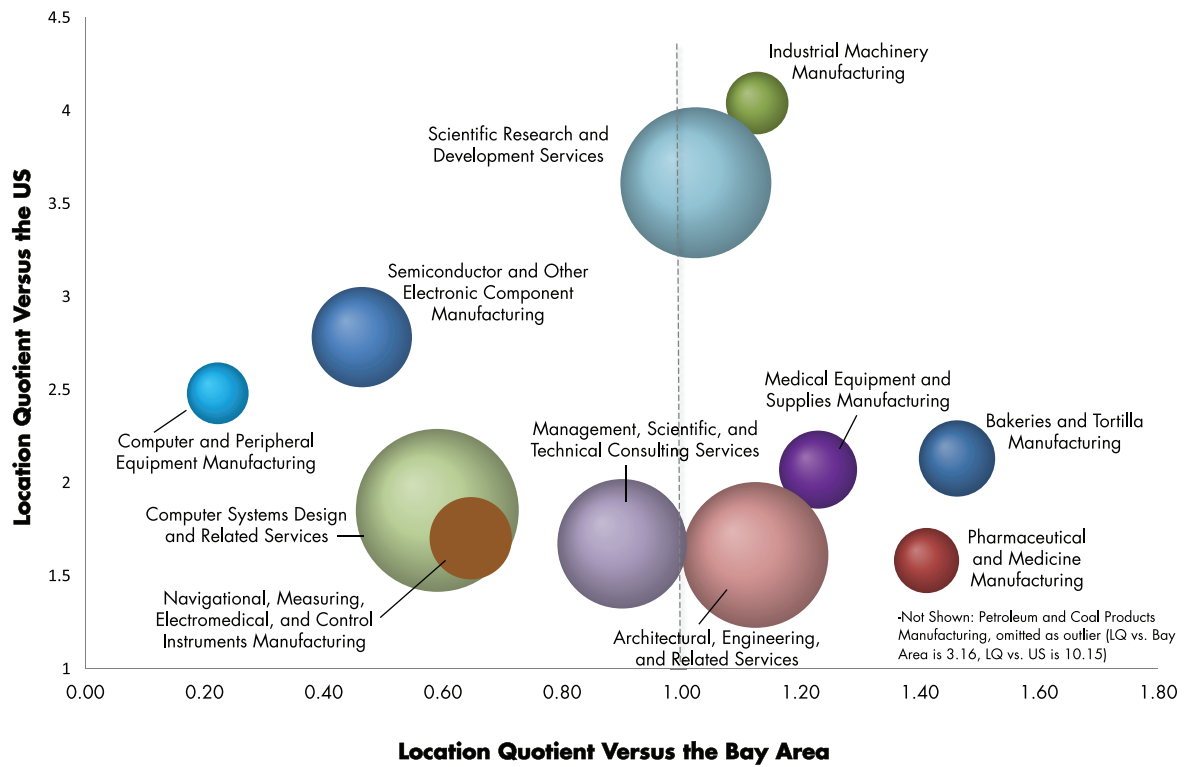 4.5
4
3.5
3
2.5
2
1.5
1
Location Quotient Versus the US
Industrial Machinery
Manufacturing
Scientific Research and
Development Services
Semiconductor and Other
Electronic Component
Manufacturing
Computer and Peripheral
Equipment Manufacturing
Medical Equipment and
Supplies Manufacturing
Bakeries and Tortilla
Manufacturing
Management, Scientific, and
Technical Consulting Services
Computer Systems Design
and Related Services
Navigational, Measuring,
Electromedical, and Control
Instruments Manufacturing
Pharmaceutical
and Medicine
Manufacturing
Architectural, Engineering,
and Related Services
-Not Shown: Petroleum and Coal Products
Manufacturing, omitted as outlier (LQ vs. Bay
Area is 3.16, LQ vs. US is 10.15)
0.00 0.20 0.40 0.60 0.80 1.00 1.20 1.40 1.60 1.80
Location Quotient Versus the Bay Area